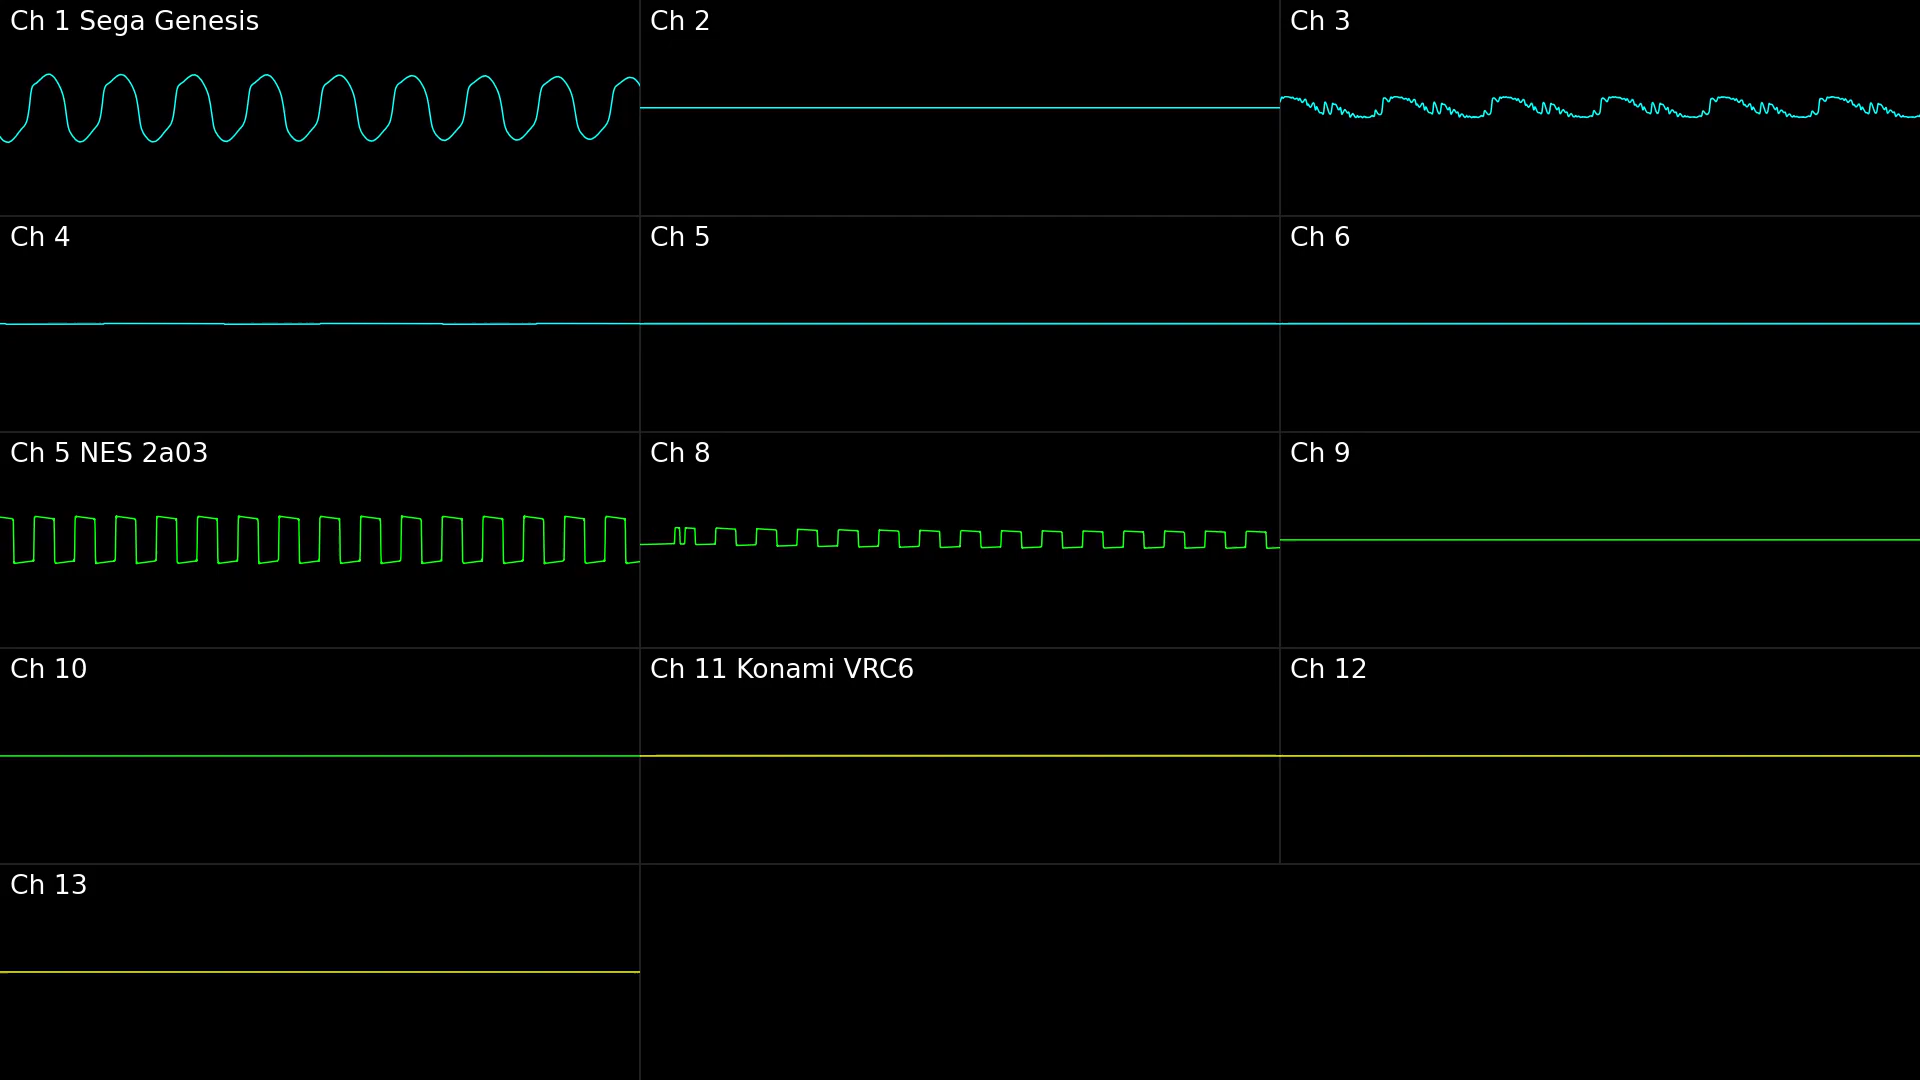 Ch 1 Sega Genesis
Ch 2
Ch 3
Ch 4
Ch 5
Ch 6
Ch 5 NES 2a03
Ch 8
Ch 9
Ch 10
Ch 11 Konami VRC6
Ch 12
Ch 13